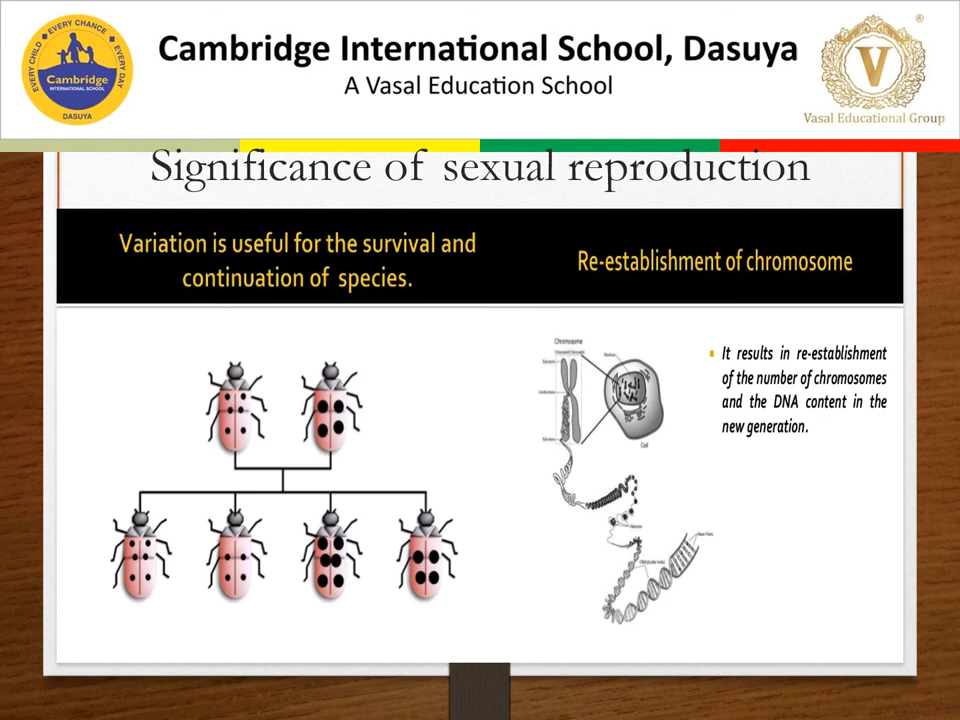 EVERY CHILD • EVERY CHANCE • EVERY DAY
Cambridge
INTERNATIONAL SCHOOL
DASUYA
Cambridge International School, Dasuya
A Vasal Education School
®
V
Vasal Educational Group
Significance of sexual reproduction
Variation is useful for the survival and
continuation of species.
Re-establishment of chromosome
Chromosome
Nucleus
Cell
Base Pairs
It results in re-establishment
of the number of chromosomes
and the DNA content in the
new generation.